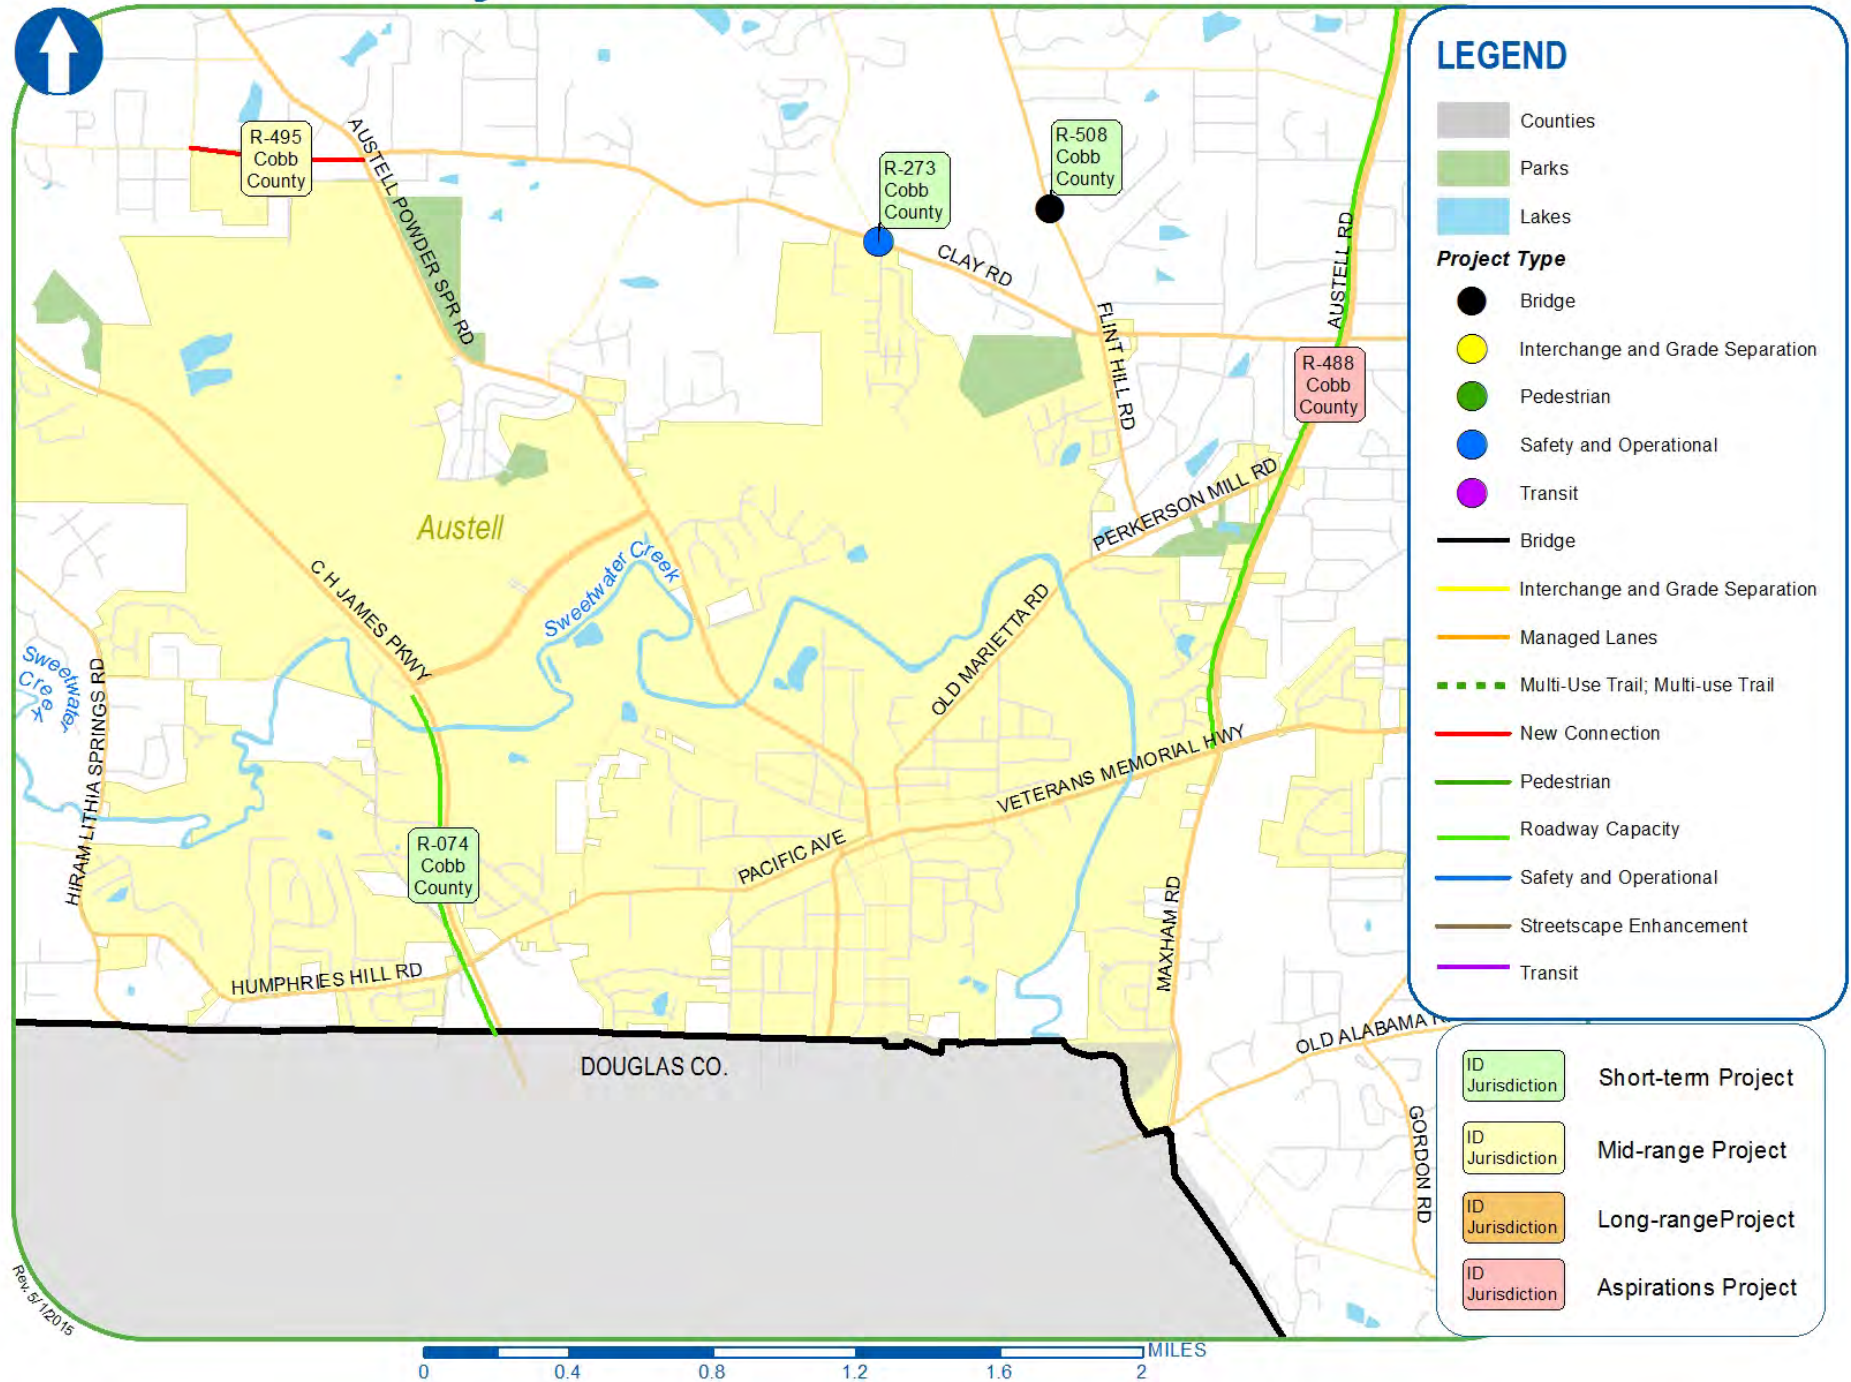 R-495
Cobb
County
AUSTELL POWDER SPR RD
R-273
Cobb
County
R-508
Cobb
County
CLAY RD
FLINT HILL RD
AUSTELL RD
R-488
Cobb
County
PERKERSON MILL RD
Austell
Sweetwater Creek
C H JAMES PKWY
OLD MARIETTA RD
Sweetwater
Creek
HIRAM LITHIA SPRINGS RD
VETERANS MEMORIAL HWY
R-074
Cobb
County
PACIFIC AVE
MAXHAM RD
HUMPHRIES HILL RD
DOUGLAS CO.
OLD ALABAMA R
GORDON RD
Rev. 5/1/2015
0 0.4 0.8 1.2 1.6 2
MILES
LEGEND
Counties
Parks
Lakes
Project Type
Bridge
Interchange and Grade Separation
Pedestrian
Safety and Operational
Transit
Bridge
Interchange and Grade Separation
Managed Lanes
Multi-Use Trail; Multi-use Trail
New Connection
Pedestrian
Roadway Capacity
Safety and Operational
Streetscape Enhancement
Transit
ID
Jurisdiction
Short-term Project
ID
Jurisdiction
Mid-range Project
ID
Jurisdiction
Long-rangeProject
ID
Jurisdiction
Aspirations Project